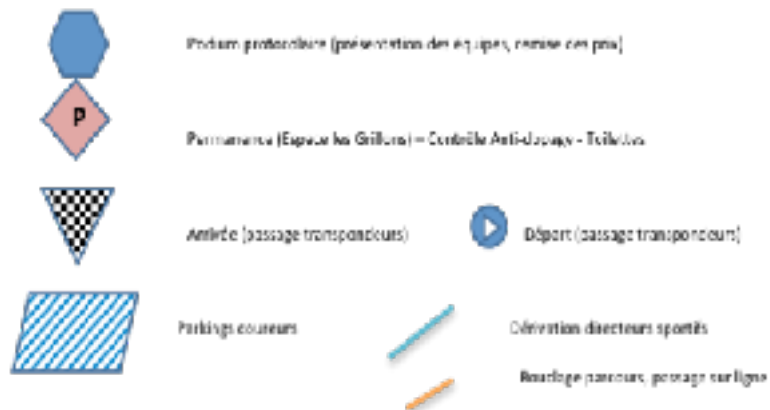 Podium protocolaire (présentation des équipes, remise des prix)
P
Permanence (Espace les Grillons) – Contrôle Anti-dopage - Toilettes
Arrivée (passage transpondeurs)
Départ (passage transpondeurs)
Parkings coureurs
Dérivation directeurs sportifs
Bouclage parcours, passage sur ligne